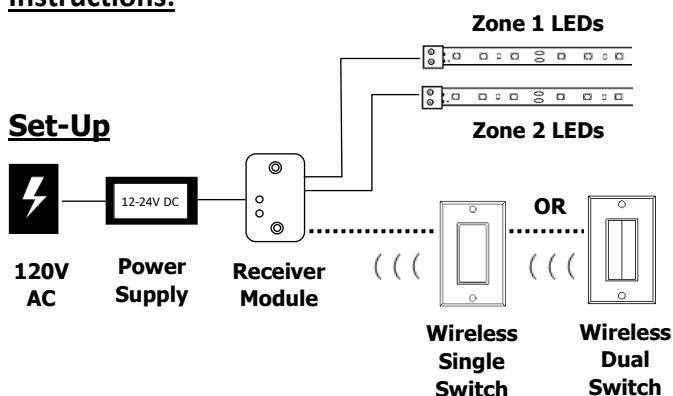 Instructions:
Zone 1 LEDs
Set-Up
Zone 2 LEDs
12-24V DC
OR
120V
AC
Power
Supply
Receiver
Module
Wireless
Single
Switch
Wireless
Dual
Switch